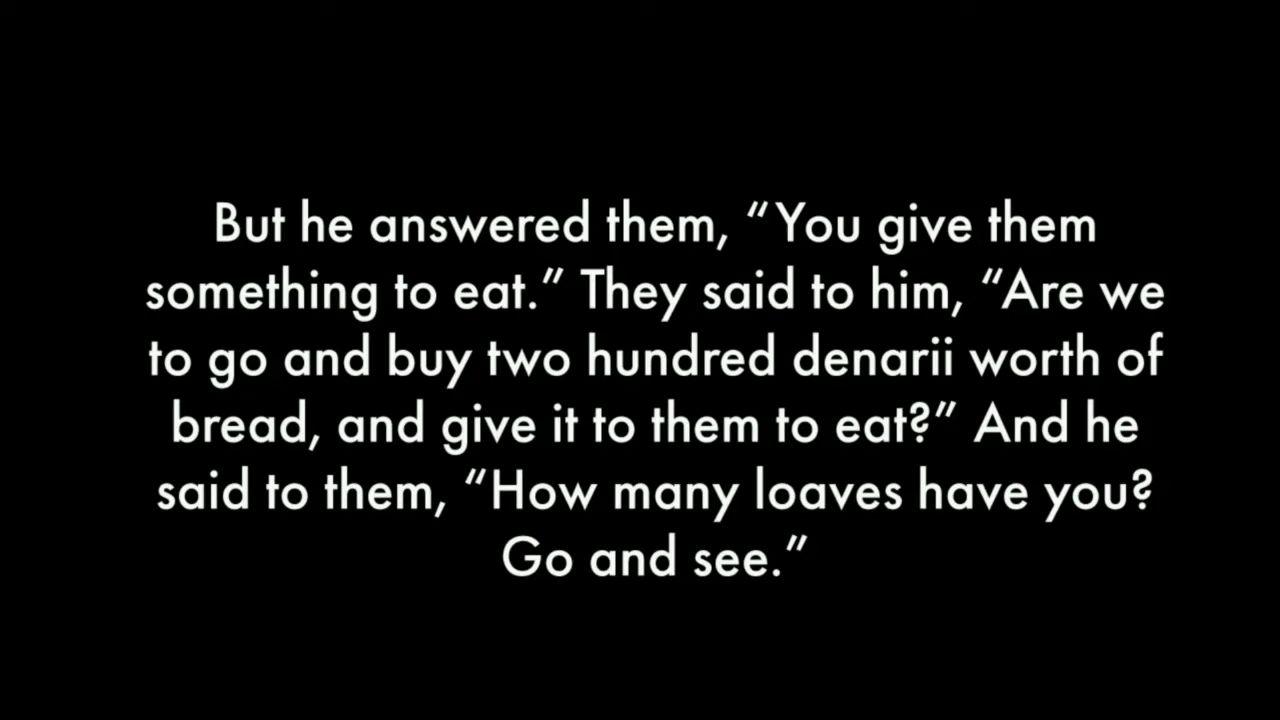 But he answered them, “You give them
something to eat.” They said to him, “Are we
to go and buy two hundred denarii worth of
bread, and give it to them to eat?” And he
said to them, “How many loaves have you?
Go and see.”